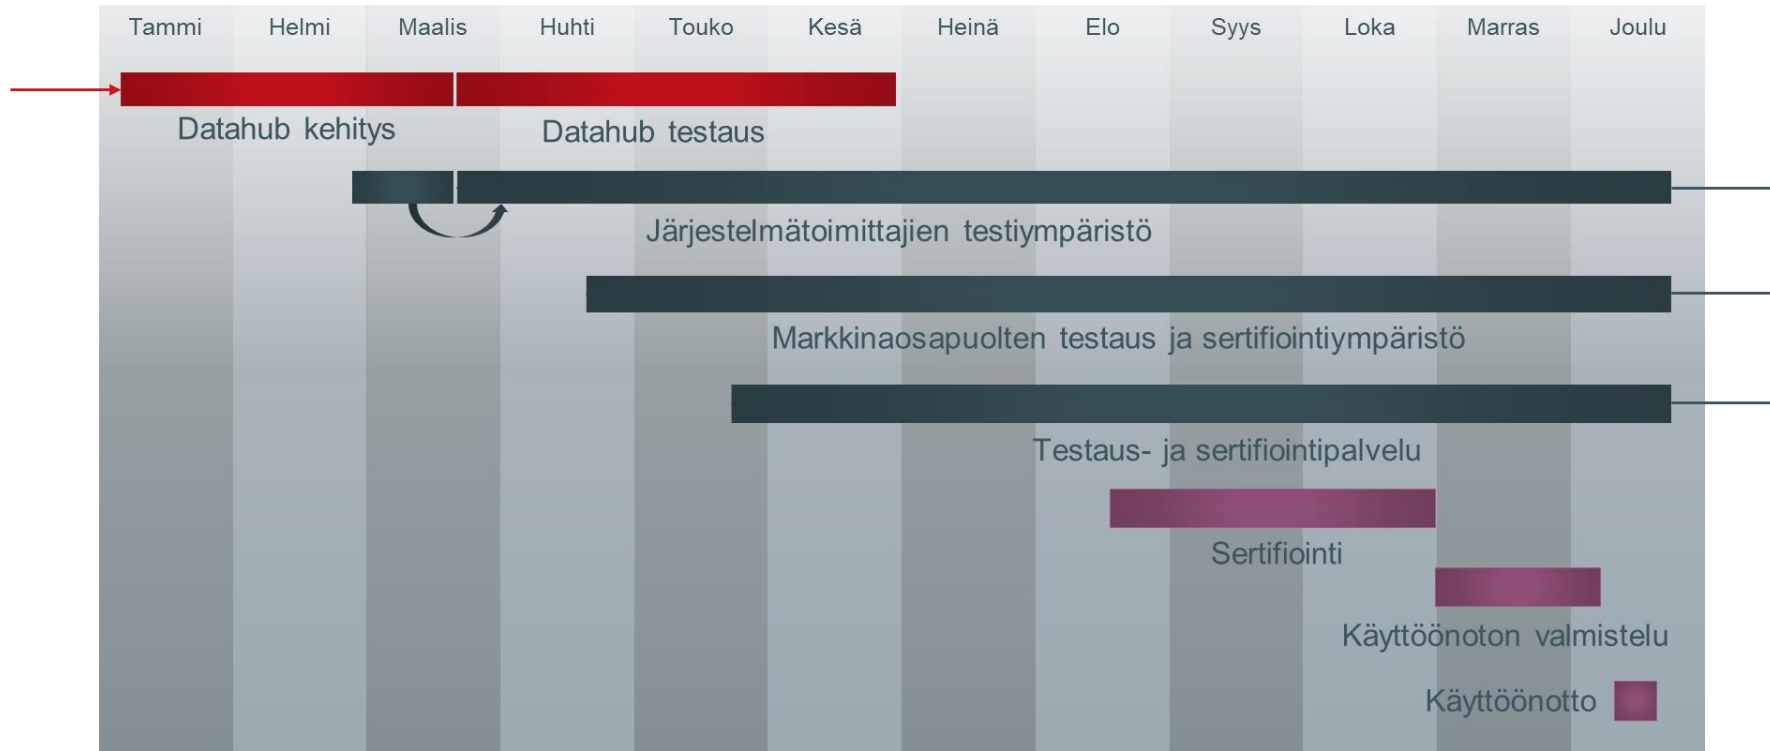 Tammi Helmi Maalis Huhti Touko Kesä Heinä Elo Syys Loka Marras Joulu
Datahub kehitys
Datahub testaus
Järjestelmätoimittajien testiympäristö
Markkinaosapuolten testaus ja sertifiointiympäristö
Testaus- ja sertifiointipalvelu
Sertifiointi
Käyttöönoton valmistelu
Käyttöönotto